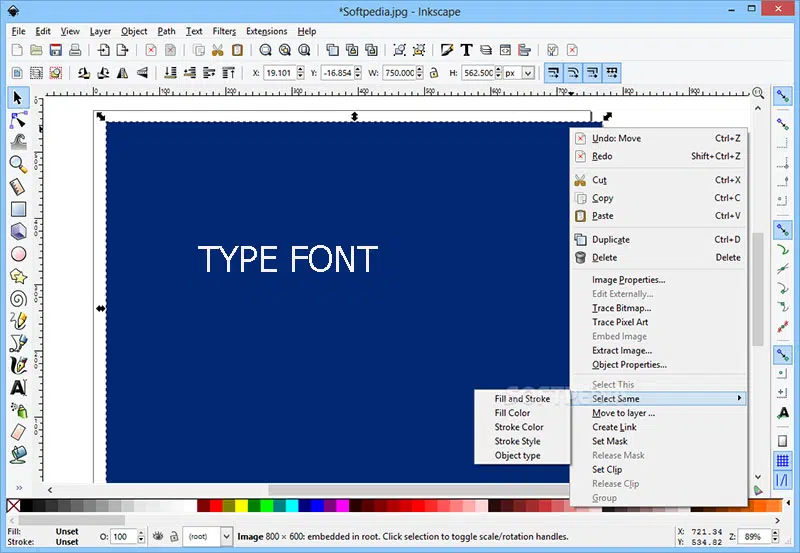 *Softpedia.jpg - Inkscape
File Edit View Layer Object Path Text Filters Extensions Help
X: 19.101 Y: -16.854 W: 750.000 H: 562.500 px
TYPE FONT
Undo: Move Ctrl+Z
Redo Shift+Ctrl+Z
Cut Ctrl+X
Copy Ctrl+C
Paste Ctrl+V
Duplicate Ctrl+D
Delete Delete
Image Properties...
Edit Externally...
Trace Bitmap...
Trace Pixel Art
Embed Image
Extract Image...
Object Properties...
Select This
Select Same
Move to layer ...
Create Link
Set Mask
Release Mask
Set Clip
Release Clip
Group
Fill and Stroke
Fill Color
Stroke Color
Stroke Style
Object type
Fill: Unset
Stroke: Unset
O: 100
(root)
Image 800 × 600: embedded in root. Click selection to toggle scale/rotation handles.
X: 721.34
Y: 534.82
Z: 89%